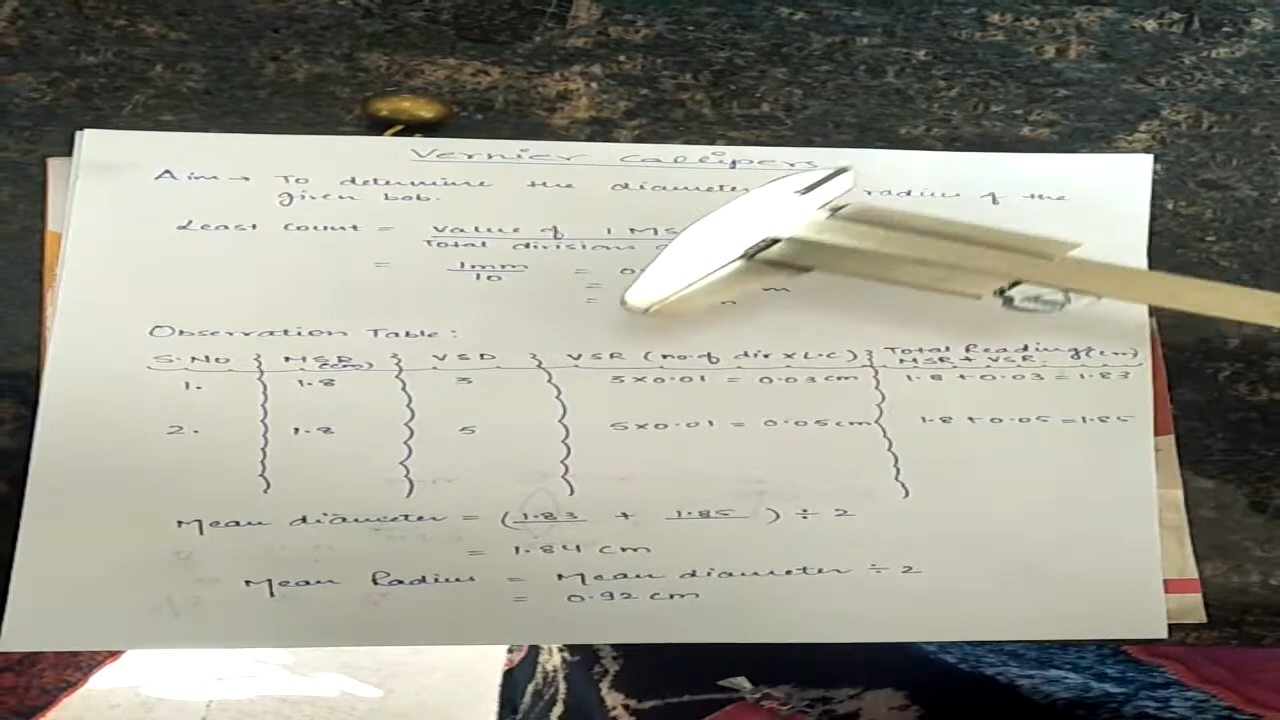 Vernier Callipers
Aim → To determine the diameter radius of the
given bob.
Least Count = Value of 1 MS
Total divisions
= 1mm = 0
10
=
=
Observation Table:
S.No MSR (cm) VSD VSR (no. of div x L.C) Total Reading (cm) MSR + VSR
1. 1.8 3 3x0.01 = 0.03 cm 1.8 + 0.03 = 1.83
2. 1.8 5 5x0.01 = 0.05cm 1.8 + 0.05 = 1.85
Mean diameter = (1.83 + 1.85) ÷ 2
= 1.84 cm
Mean Radius = Mean diameter ÷ 2
= 0.92 cm